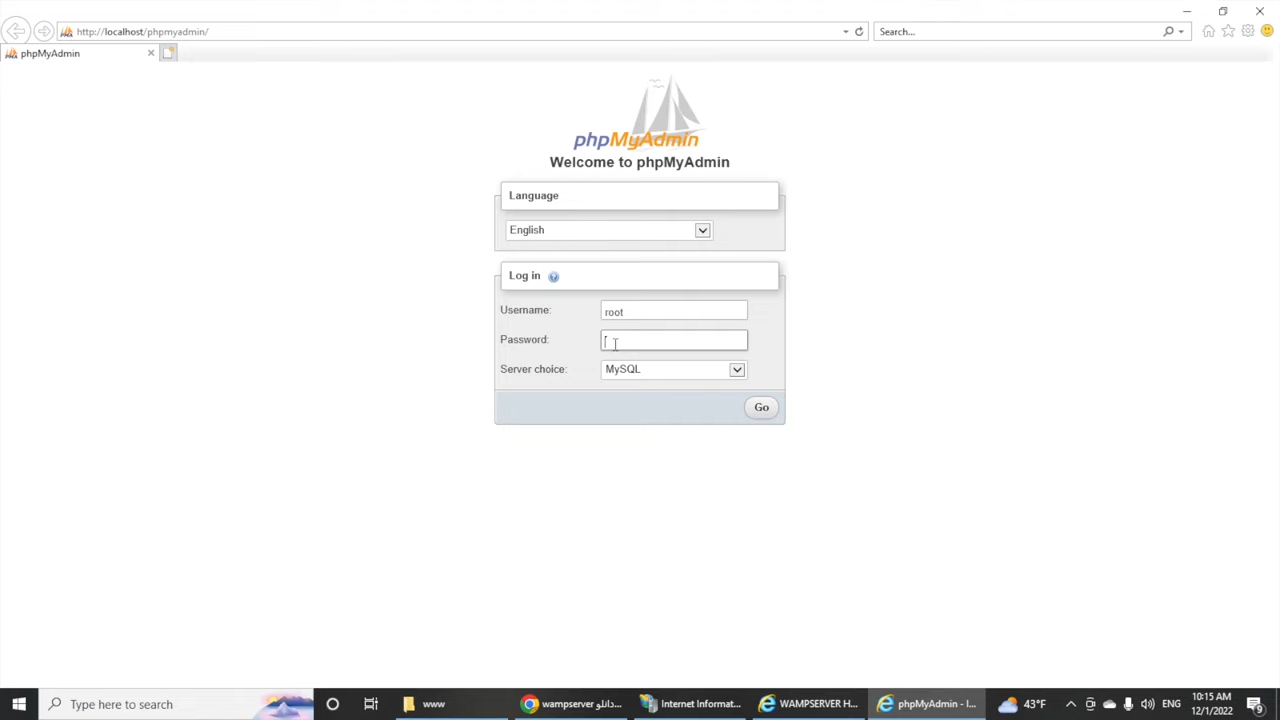 http://localhost/phpmyadmin/
Search...
phpMyAdmin
phpMyAdmin
Welcome to phpMyAdmin
Language
English
Log in
Username:
root
Password:
Server choice:
MySQL
Go
Type here to search
www
wampserver دانلو...
Internet Informat...
WAMPSERVER H...
phpMyAdmin - I...
43°F
ENG
10:15 AM
12/1/2022
9